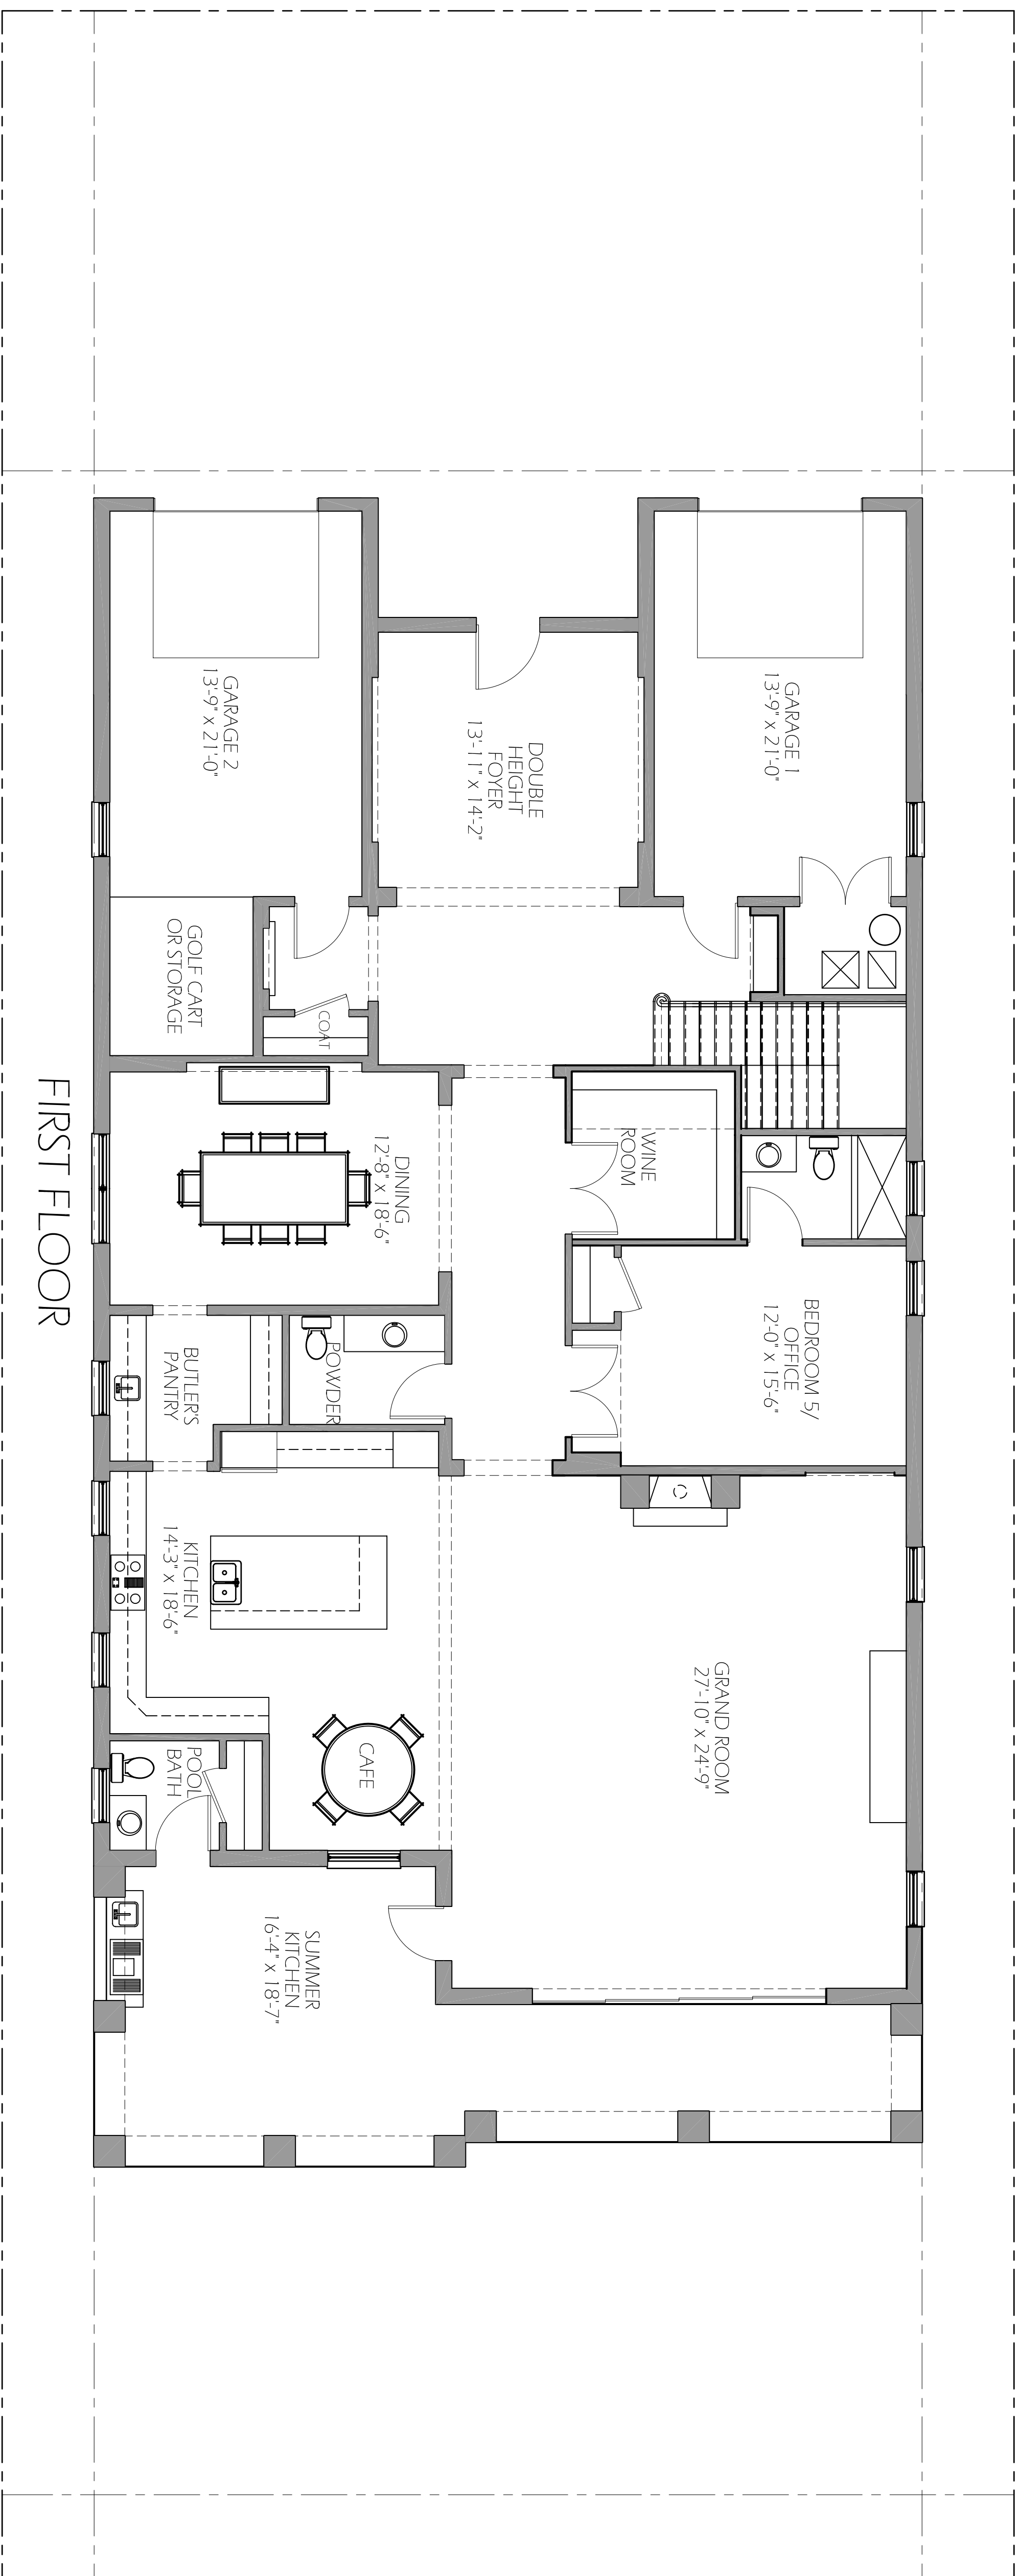 GARAGE 1
13'-9" x 21'-0"
DOUBLE
HEIGHT
FOYER
13'-11" x 14'-2"
GARAGE 2
13'-9" x 21'-0"
GOLF CART
OR STORAGE
COAT
WINE
ROOM
DINING
12'-8" x 18'-6"
BEDROOM 5/
OFFICE
12'-0" x 15'-6"
POWDER
BUTLER'S
PANTRY
KITCHEN
14'-3" x 18'-6"
GRAND ROOM
27'-10" x 24'-9"
CAFE
POOL
BATH
SUMMER
KITCHEN
16'-4" x 18'-7"
FIRST FLOOR